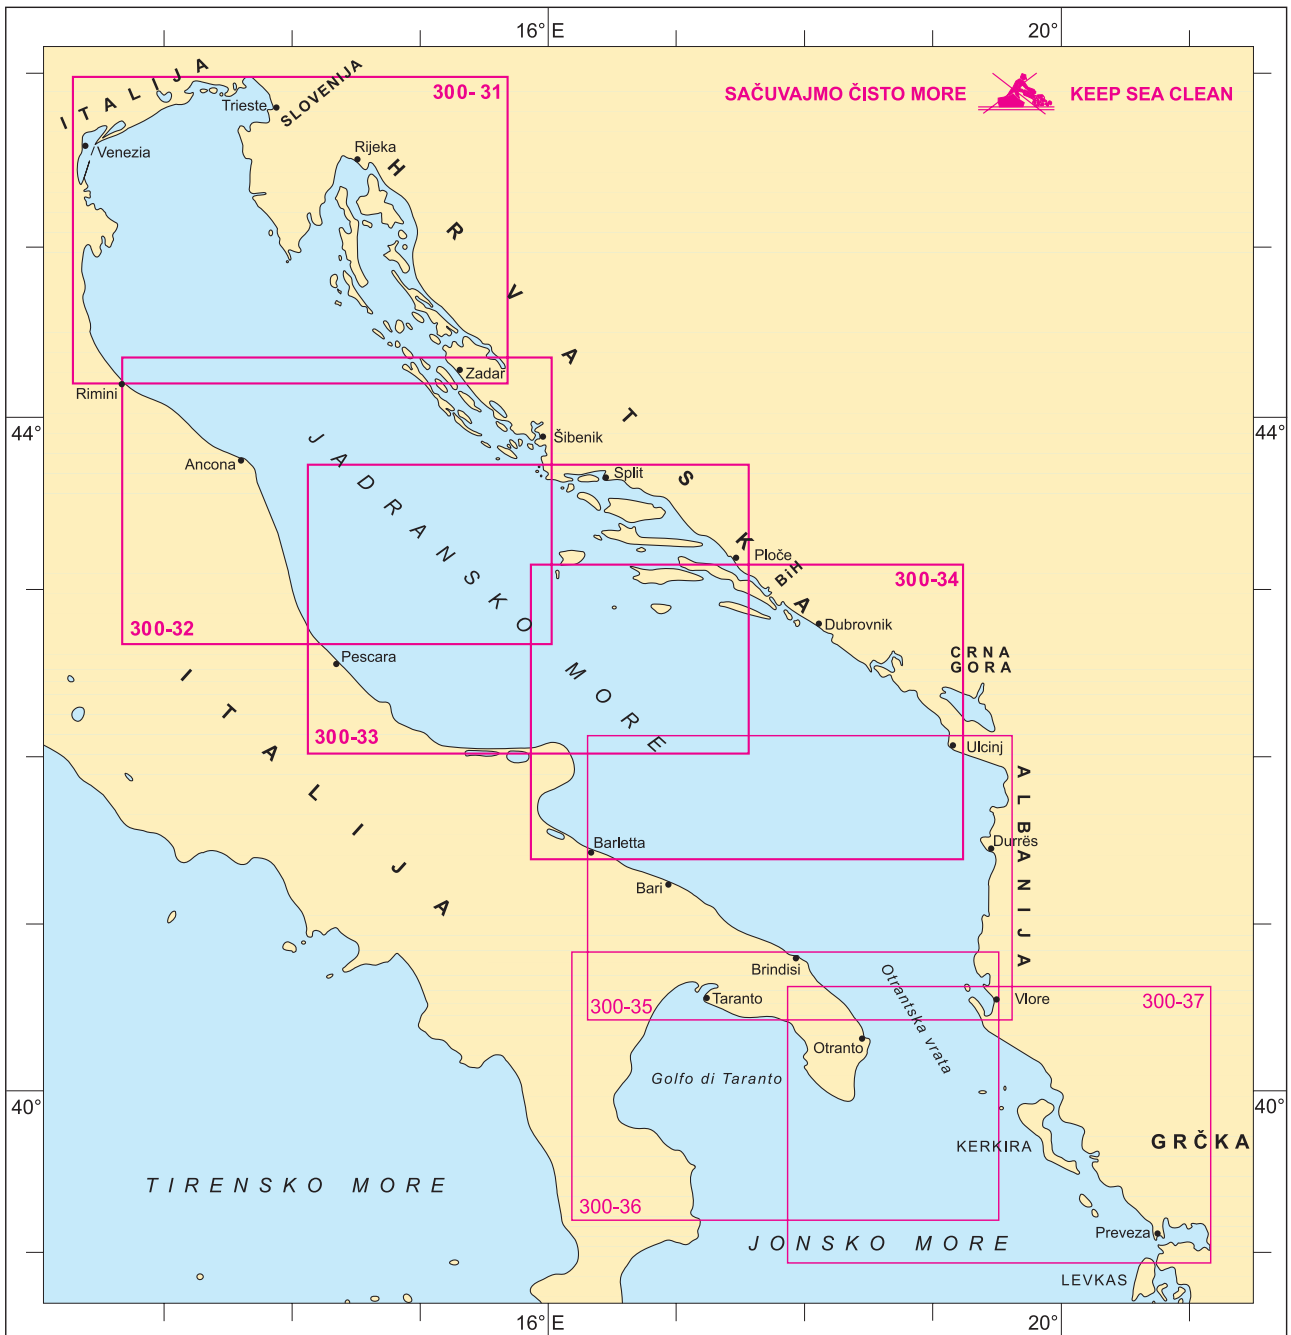 16° E
20°
ITALIJA
SLOVENIJA
300-31
SAČUVAJMO ČISTO MORE
KEEP SEA CLEAN
Trieste
Venezia
Rijeka
HRVATSKA
Zadar
Rimini
44°
44°
Šibenik
Ancona
Split
JADRANSKO MORE
Ploče
BiH
300-34
300-32
Dubrovnik
Pescara
CRNA
GORA
ITALIJA
300-33
Ulcinj
ALBANIJA
Barletta
Durrës
Bari
Brindisi
Otrantska vrata
300-35
Taranto
Vlore
300-37
Otranto
Golfo di Taranto
40°
40°
KERKIRA
GRČKA
TIRENSKO MORE
300-36
Preveza
JONSKO MORE
LEVKAS
16° E
20°